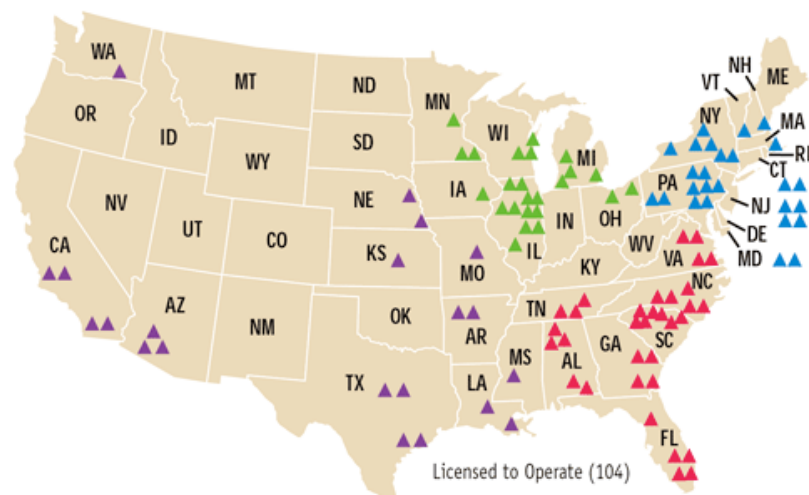 WA
MT
ND
MN
OR
ID
SD
WI
MI
NY
VT
NH
ME
MA
RI
CT
WY
NE
IA
PA
NJ
NV
UT
CO
IL
IN
OH
WV
DE
MD
VA
CA
KS
MO
KY
NC
AZ
NM
OK
AR
TN
SC
TX
LA
MS
AL
GA
FL
Licensed to Operate (104)